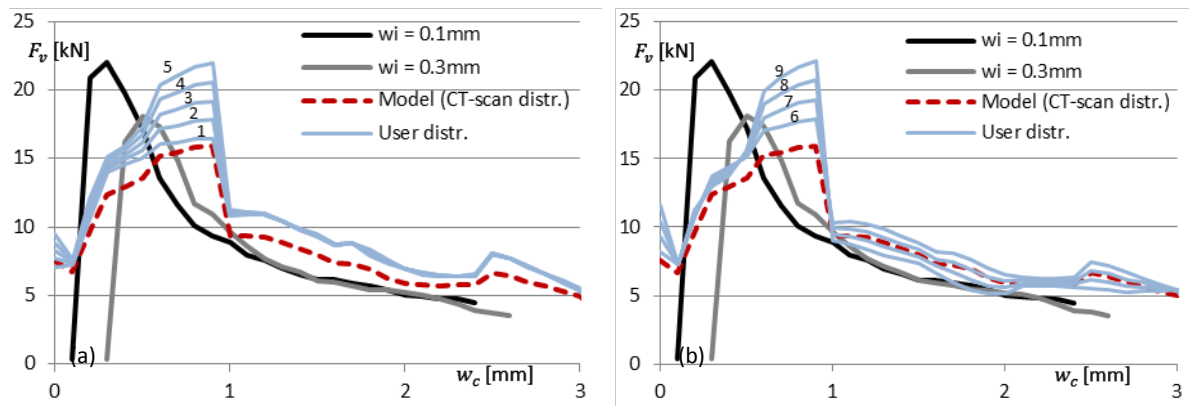 25
20
15
10
5
0
F_v [kN]
wi = 0.1mm
wi = 0.3mm
Model (CT-scan distr.)
User distr.
5
4
3
2
1
(a)
w_c [mm]
0
1
2
3
25
20
15
10
5
0
F_v [kN]
wi = 0.1mm
wi = 0.3mm
Model (CT-scan distr.)
User distr.
9
8
7
6
(b)
w_c [mm]
0
1
2
3